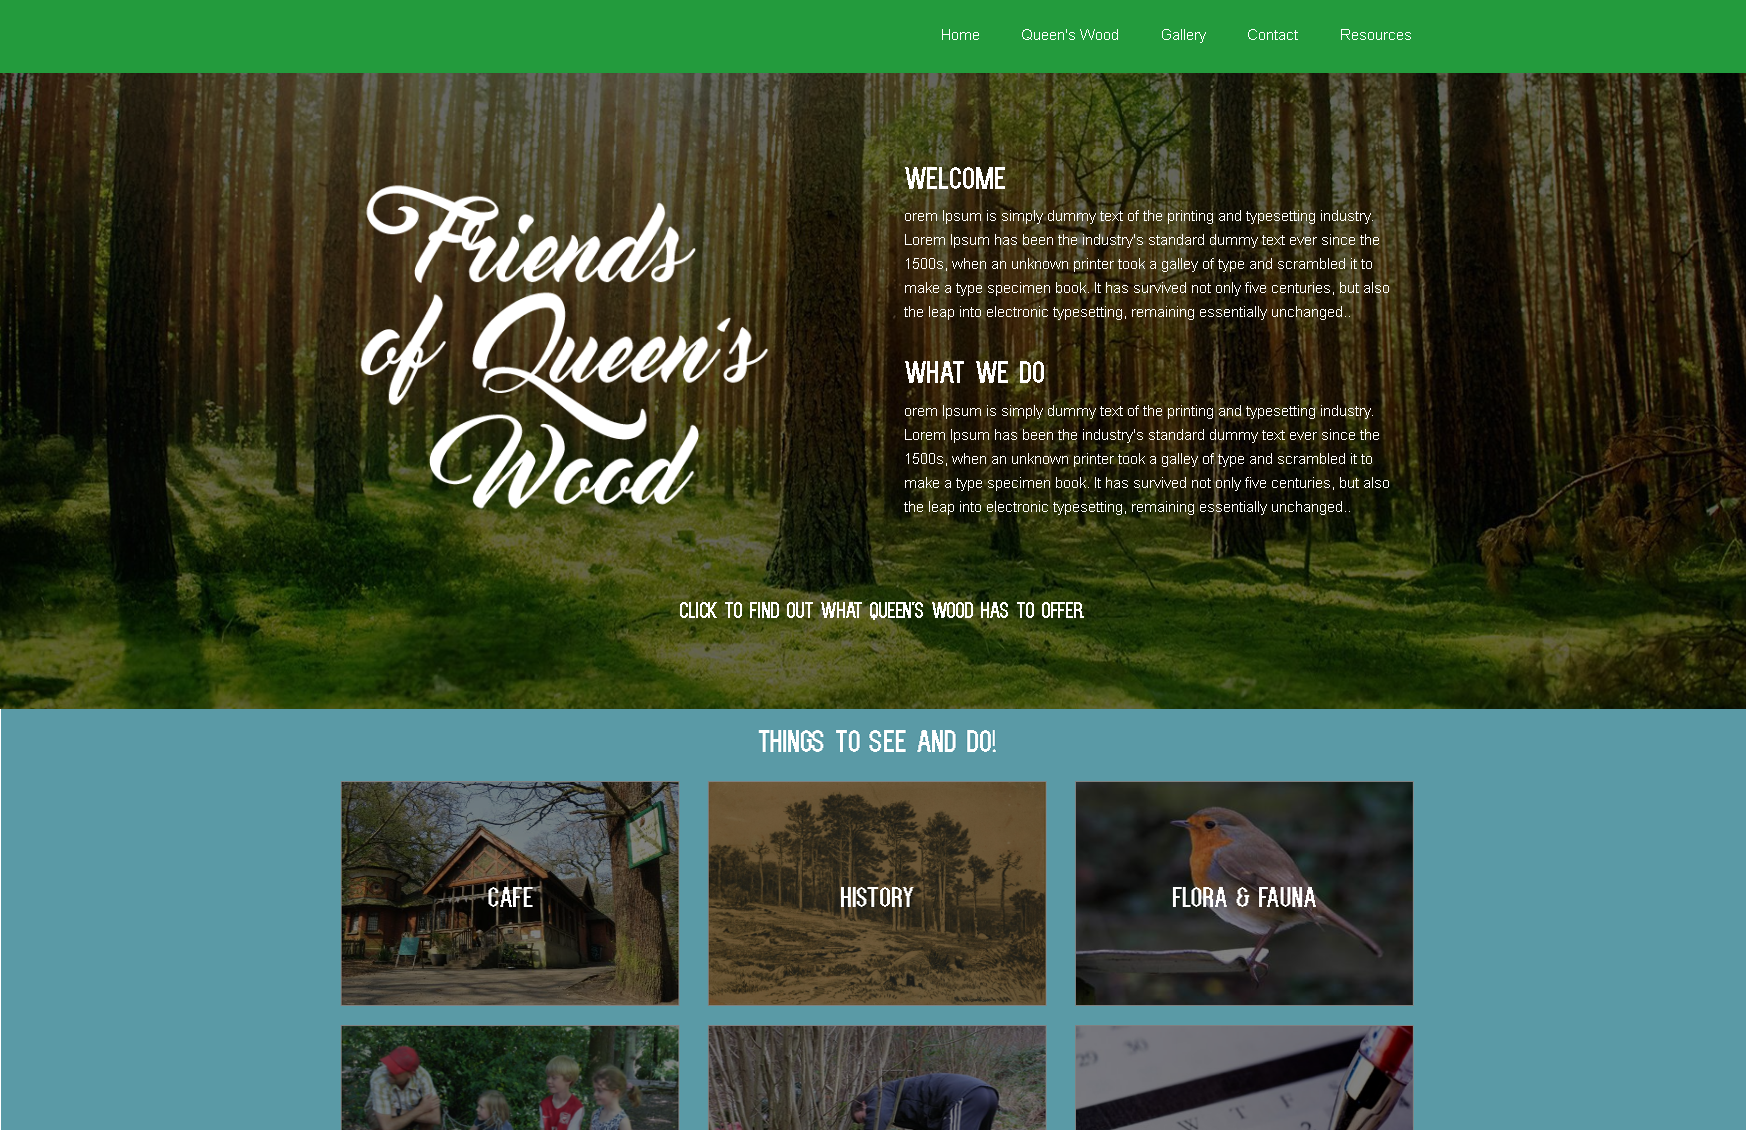 Home Queen's Wood Gallery Contact Resources
Friends
of Queen's
Wood
WELCOME
orem Ipsum is simply dummy text of the printing and typesetting industry.
Lorem Ipsum has been the industry's standard dummy text ever since the
1500s, when an unknown printer took a galley of type and scrambled it to
make a type specimen book. It has survived not only five centuries, but also
the leap into electronic typesetting, remaining essentially unchanged..
WHAT WE DO
orem Ipsum is simply dummy text of the printing and typesetting industry.
Lorem Ipsum has been the industry's standard dummy text ever since the
1500s, when an unknown printer took a galley of type and scrambled it to
make a type specimen book. It has survived not only five centuries, but also
the leap into electronic typesetting, remaining essentially unchanged..
CLICK TO FIND OUT WHAT QUEEN'S WOOD HAS TO OFFER.
THINGS TO SEE AND DO!
CAFE
HISTORY
FLORA & FAUNA
29 30
W T F